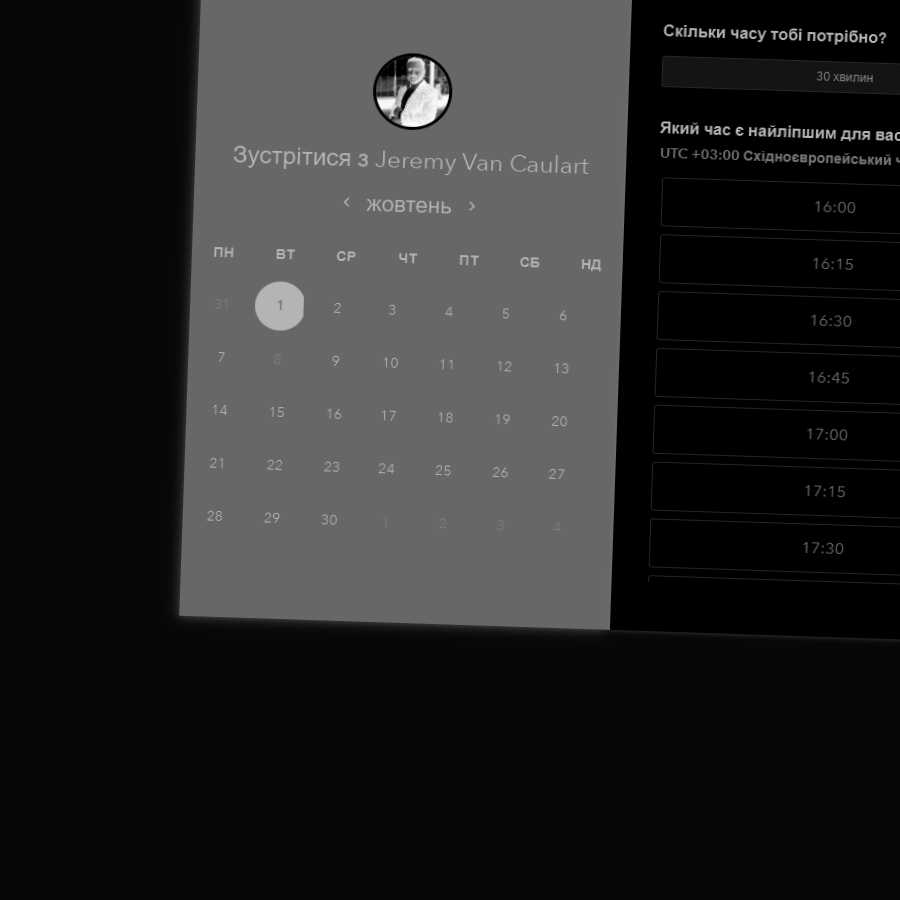 Зустрітися з Jeremy Van Caulart
жовтень
ПН ВТ СР ЧТ ПТ СБ НД
31 1 2 3 4 5 6
7 8 9 10 11 12 13
14 15 16 17 18 19 20
21 22 23 24 25 26 27
28 29 30 1 2 3 4
Скільки часу тобі потрібно?
30 хвилин
Який час є найліпшим для вас
UTC +03:00 Східноєвропейський
16:00
16:15
16:30
16:45
17:00
17:15
17:30